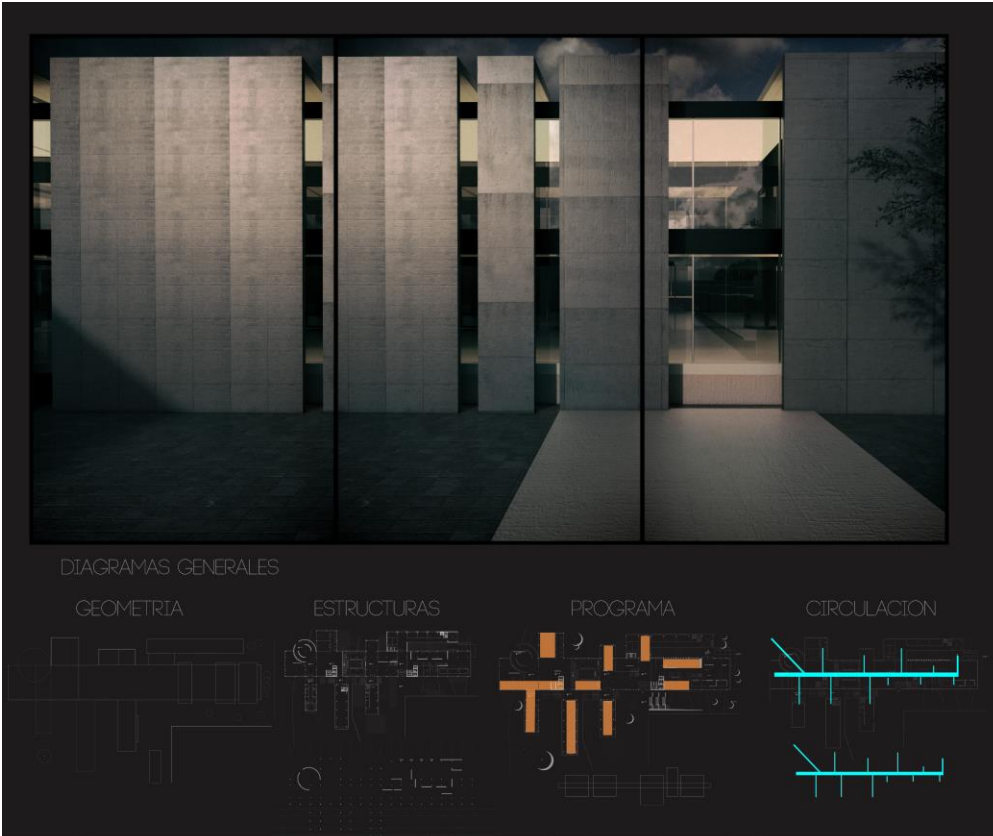 DIAGRAMAS GENERALES
GEOMETRIA
ESTRUCTURAS
PROGRAMA
CIRCULACION